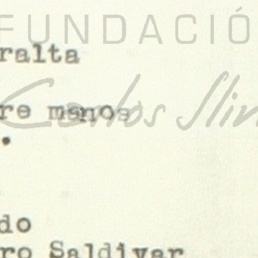 FUNDACIÓ
ralta
re manos
Carlos Slim
.
do
ro Saldivar